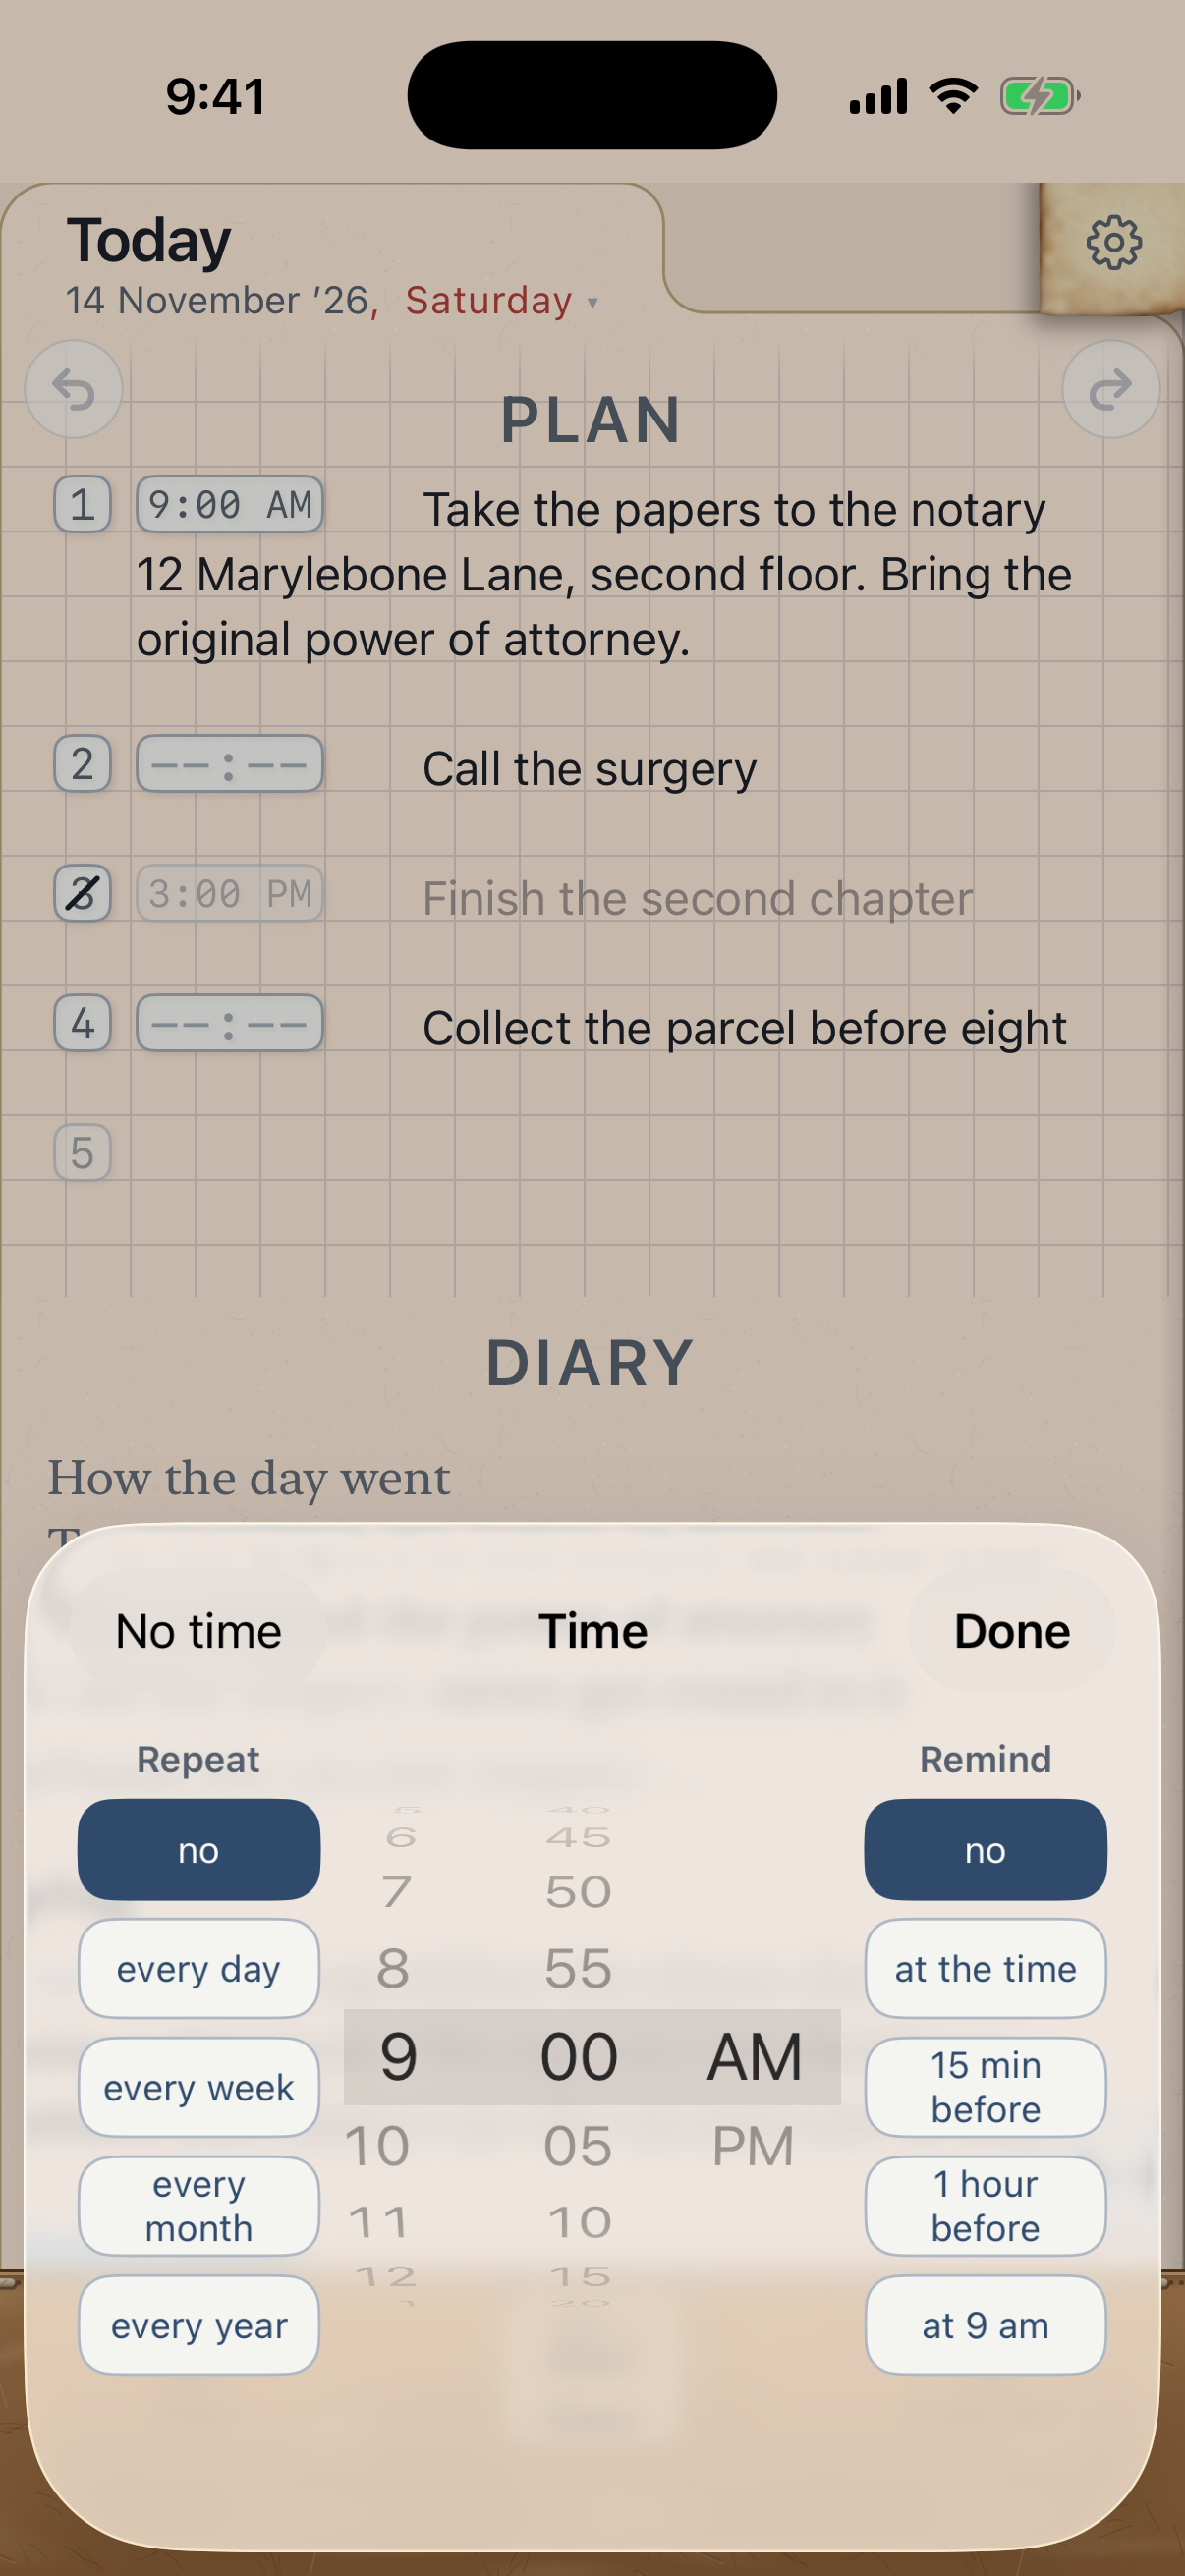 9:41
Today
14 November ’26, Saturday ▾
PLAN
1 9:00 AM Take the papers to the notary
12 Marylebone Lane, second floor. Bring the
original power of attorney.
2 --:-- Call the surgery
3 3:00 PM Finish the second chapter
4 --:-- Collect the parcel before eight
5
DIARY
How the day went
No time Time Done
Repeat Remind
no no
every day at the time
every week 15 min before
every month 1 hour before
every year at 9 am
5 40
6 45
7 50
8 55
9 00 AM
10 05 PM
11 10
12 15
1 20